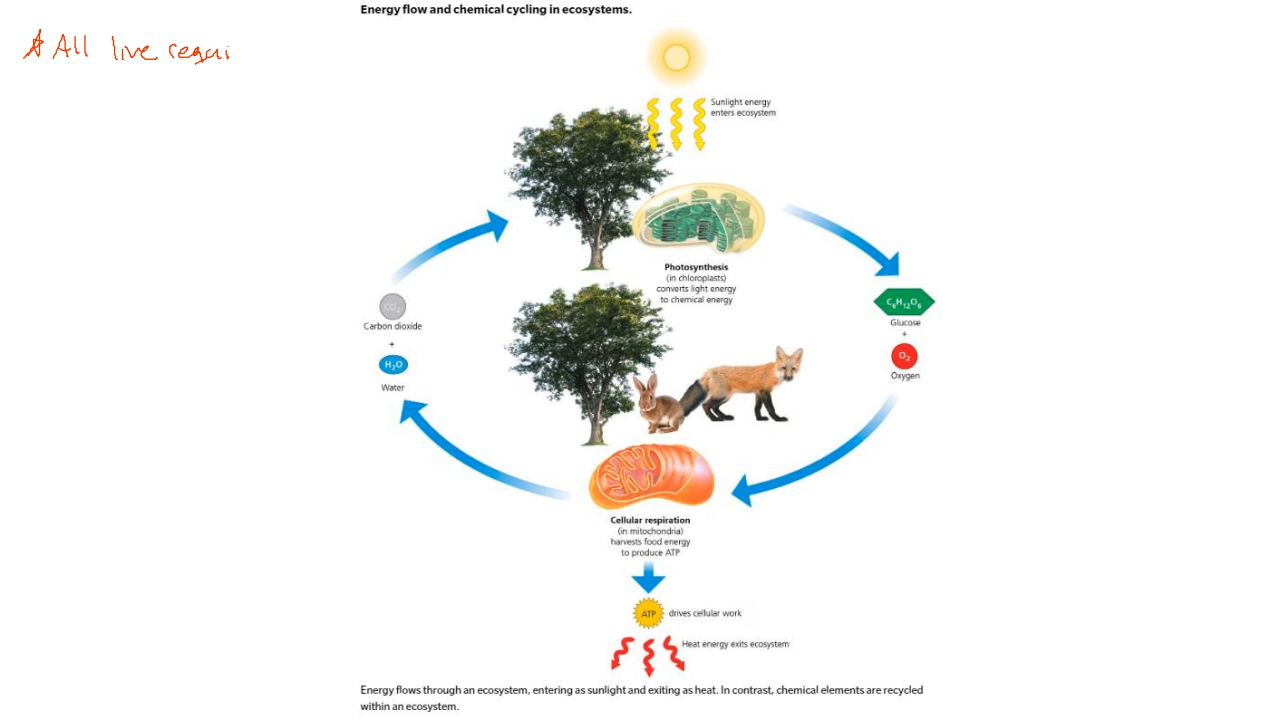 Energy flow and chemical cycling in ecosystems.
All live requi
Sunlight energy
enters ecosystem
Photosynthesis
(in chloroplasts)
converts light energy
to chemical energy
CO₂
Carbon dioxide
+
H₂O
Water
C₆H₁₂O₆
Glucose
+
O₂
Oxygen
Cellular respiration
(in mitochondria)
harvests food energy
to produce ATP
ATP drives cellular work
Heat energy exits ecosystem
Energy flows through an ecosystem, entering as sunlight and exiting as heat. In contrast, chemical elements are recycled
within an ecosystem.